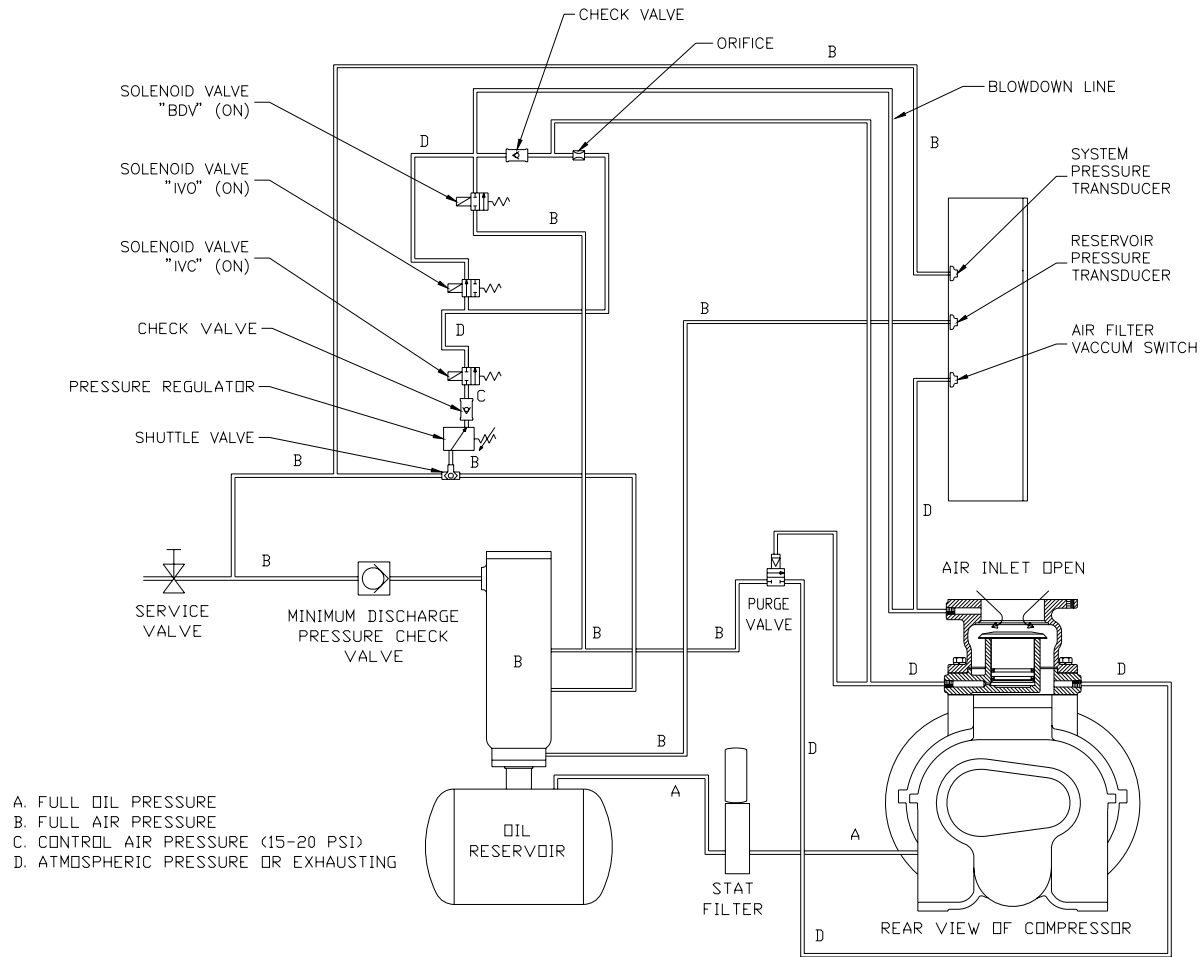 CHECK VALVE
ORIFICE
B
BLOWDOWN LINE
SOLENOID VALVE
"BDV" (ON)
D
B
SYSTEM
PRESSURE
TRANSDUCER
SOLENOID VALVE
"IVO" (ON)
B
RESERVOIR
PRESSURE
TRANSDUCER
SOLENOID VALVE
"IVC" (ON)
B
D
CHECK VALVE
AIR FILTER
VACCUM SWITCH
PRESSURE REGULATOR
C
SHUTTLE VALVE
B
B
D
B
AIR INLET OPEN
SERVICE
VALVE
MINIMUM DISCHARGE
PRESSURE CHECK
VALVE
PURGE
VALVE
B
B
B
D
D
B
D
A
A. FULL OIL PRESSURE
B. FULL AIR PRESSURE
C. CONTROL AIR PRESSURE (15-20 PSI)
D. ATMOSPHERIC PRESSURE OR EXHAUSTING
OIL
RESERVOIR
A
STAT
FILTER
D
REAR VIEW OF COMPRESSOR